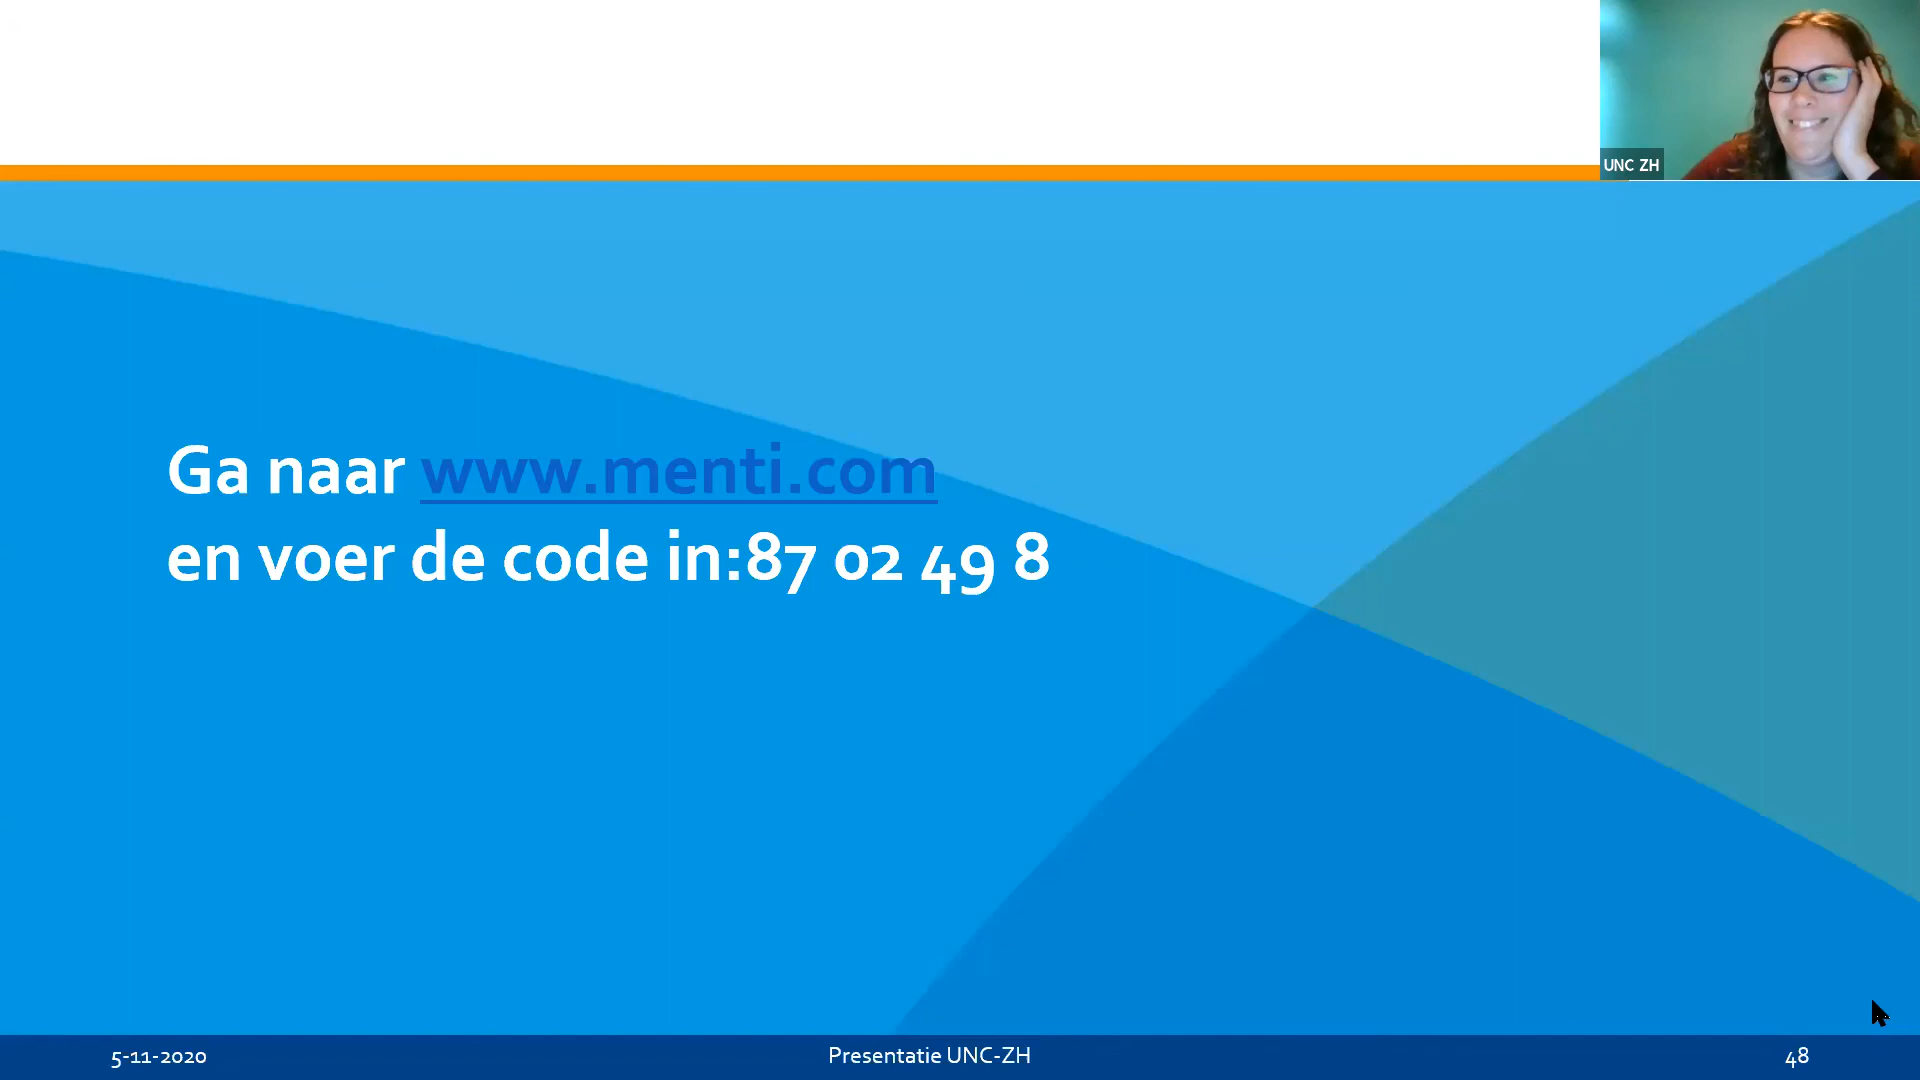 UNC ZH
Ga naar www.menti.com
en voer de code in:87 02 49 8
5-11-2020
Presentatie UNC-ZH
48